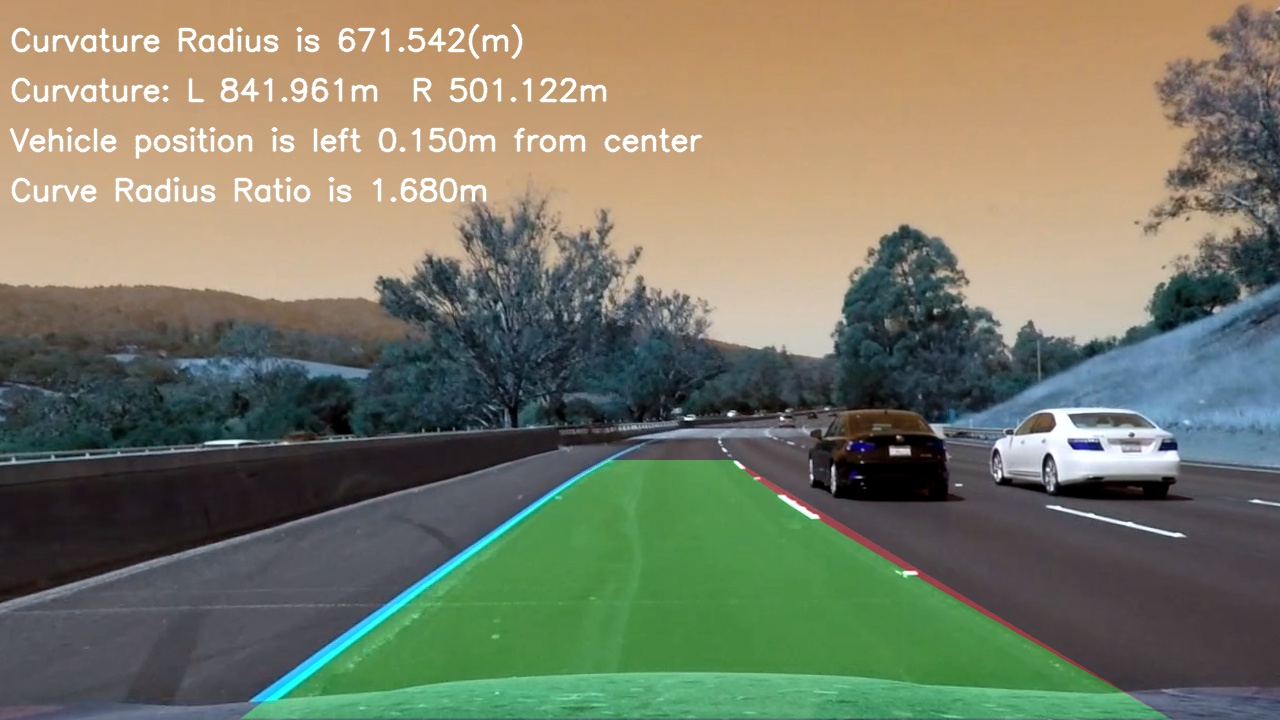 Curvature Radius is 671.542(m)
Curvature: L 841.961m R 501.122m
Vehicle position is left 0.150m from center
Curve Radius Ratio is 1.680m